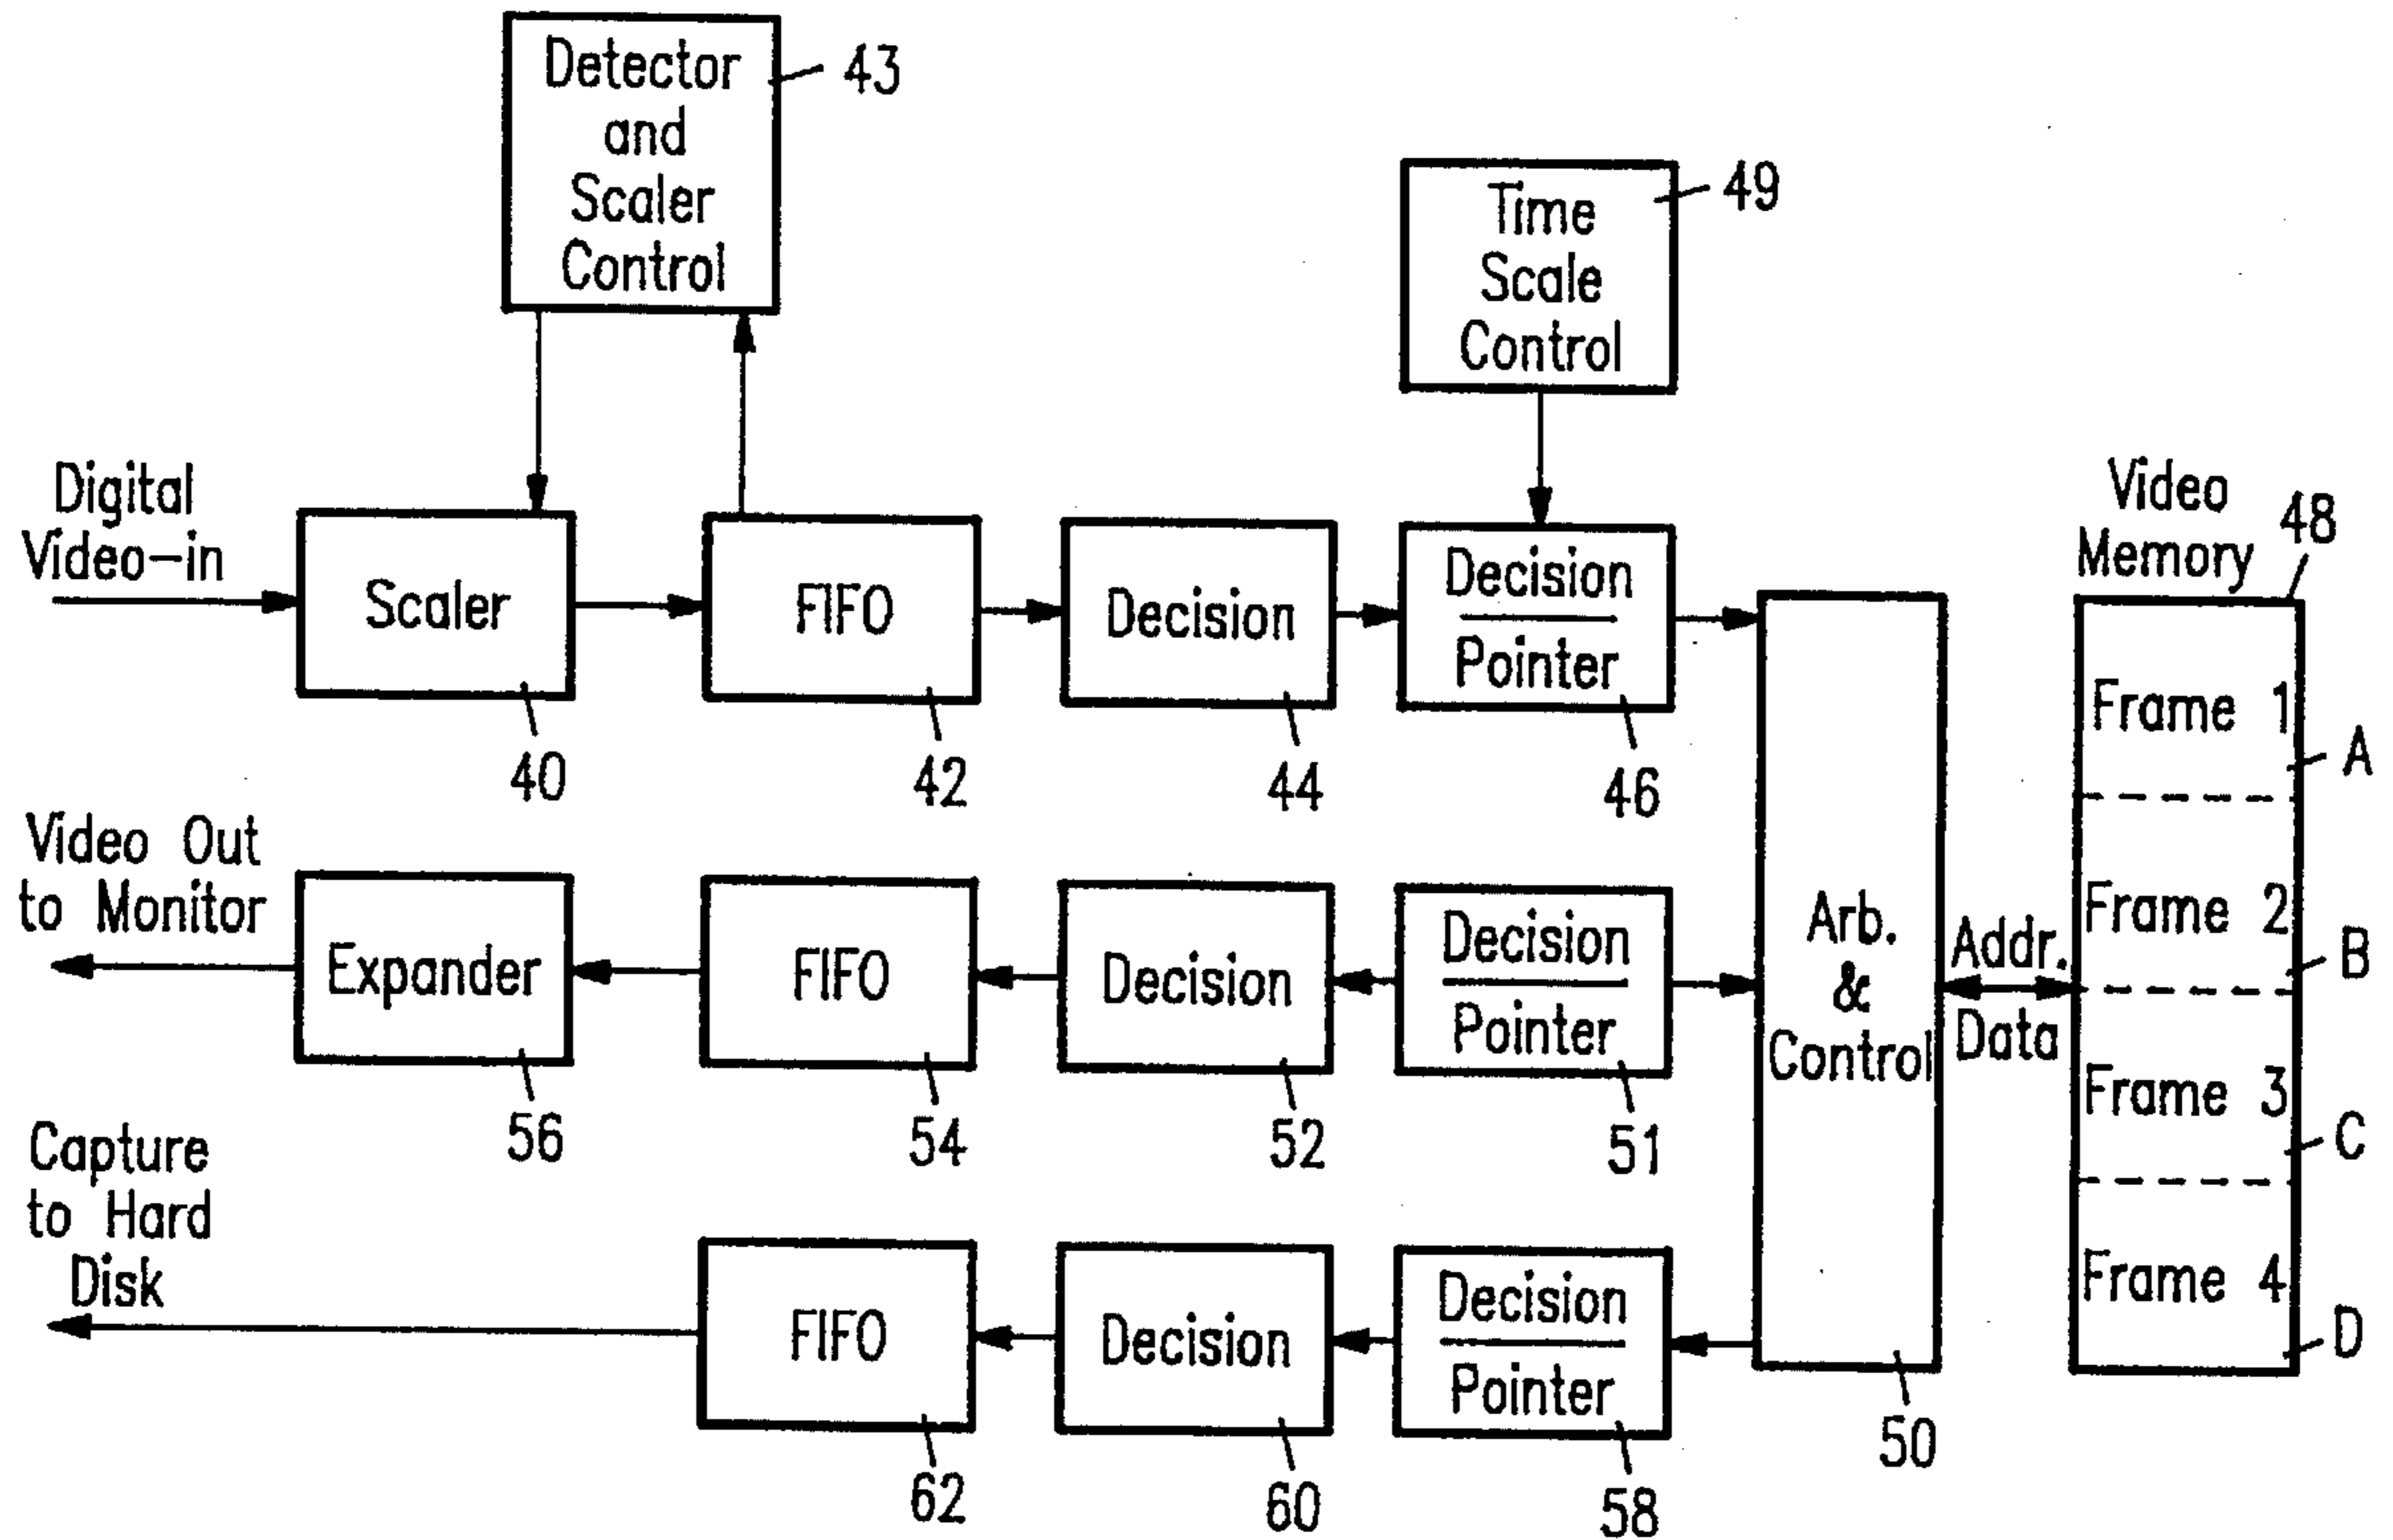 Detector
and
Scaler
Control
43
Time
Scale
Control
49
Digital
Video-in
Scaler
40
FIFO
42
Decision
44
Decision
Pointer
46
Video
Memory
48
Frame 1
A
Frame 2
B
Frame 3
C
Frame 4
D
Video Out
to Monitor
Expander
56
FIFO
54
Decision
52
Decision
Pointer
51
Arb.
&
Control
50
Addr.
Data
Capture
to Hard
Disk
FIFO
62
Decision
60
Decision
Pointer
58